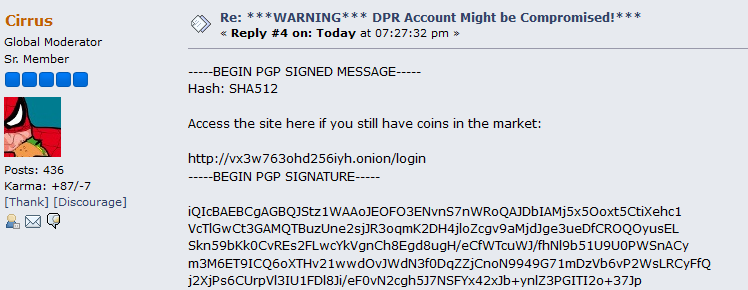 Cirrus
Global Moderator
Sr. Member
Posts: 436
Karma: +87/-7
[Thank] [Discourage]
Re: ***WARNING*** DPR Account Might be Compromised!***
« Reply #4 on: Today at 07:27:32 pm »
-----BEGIN PGP SIGNED MESSAGE-----
Hash: SHA512
Access the site here if you still have coins in the market:
http://vx3w763ohd256iyh.onion/login
-----BEGIN PGP SIGNATURE-----
iQIcBAEBCgAGBQJStz1WAAoJEOFO3ENvnS7nWRoQAJDbIAMj5x5Ooxt5CtiXehc1
VcTlGwCt3GAMQTBuzUne2sjJR3oqmK2DH4jloZcgv9aMjdJge3ueDfCROQOyusEL
Skn59bKk0CvREs2FLwcYkVgnCh8Egd8ugH/eCfWTcuWJ/fhNl9b51U9U0PWSnACy
m3M6ET9ICQ6oXTHv21wwdOvJWdN3f0DqZZjCnoN9949G71mDzVb6vP2WsLRCyFfQ
j2XjPs6CUrpVl3IU1FDl8Ji/eF0vN2cgh5J7NSFYx42xJb+ynlZ3PGITI2o+37Jp